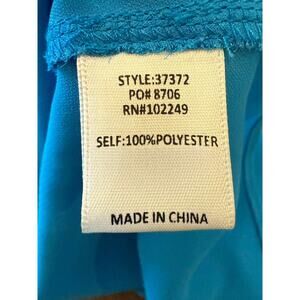 STYLE:37372
PO# 8706
RN#102249
SELF:100%POLYESTER
MADE IN CHINA